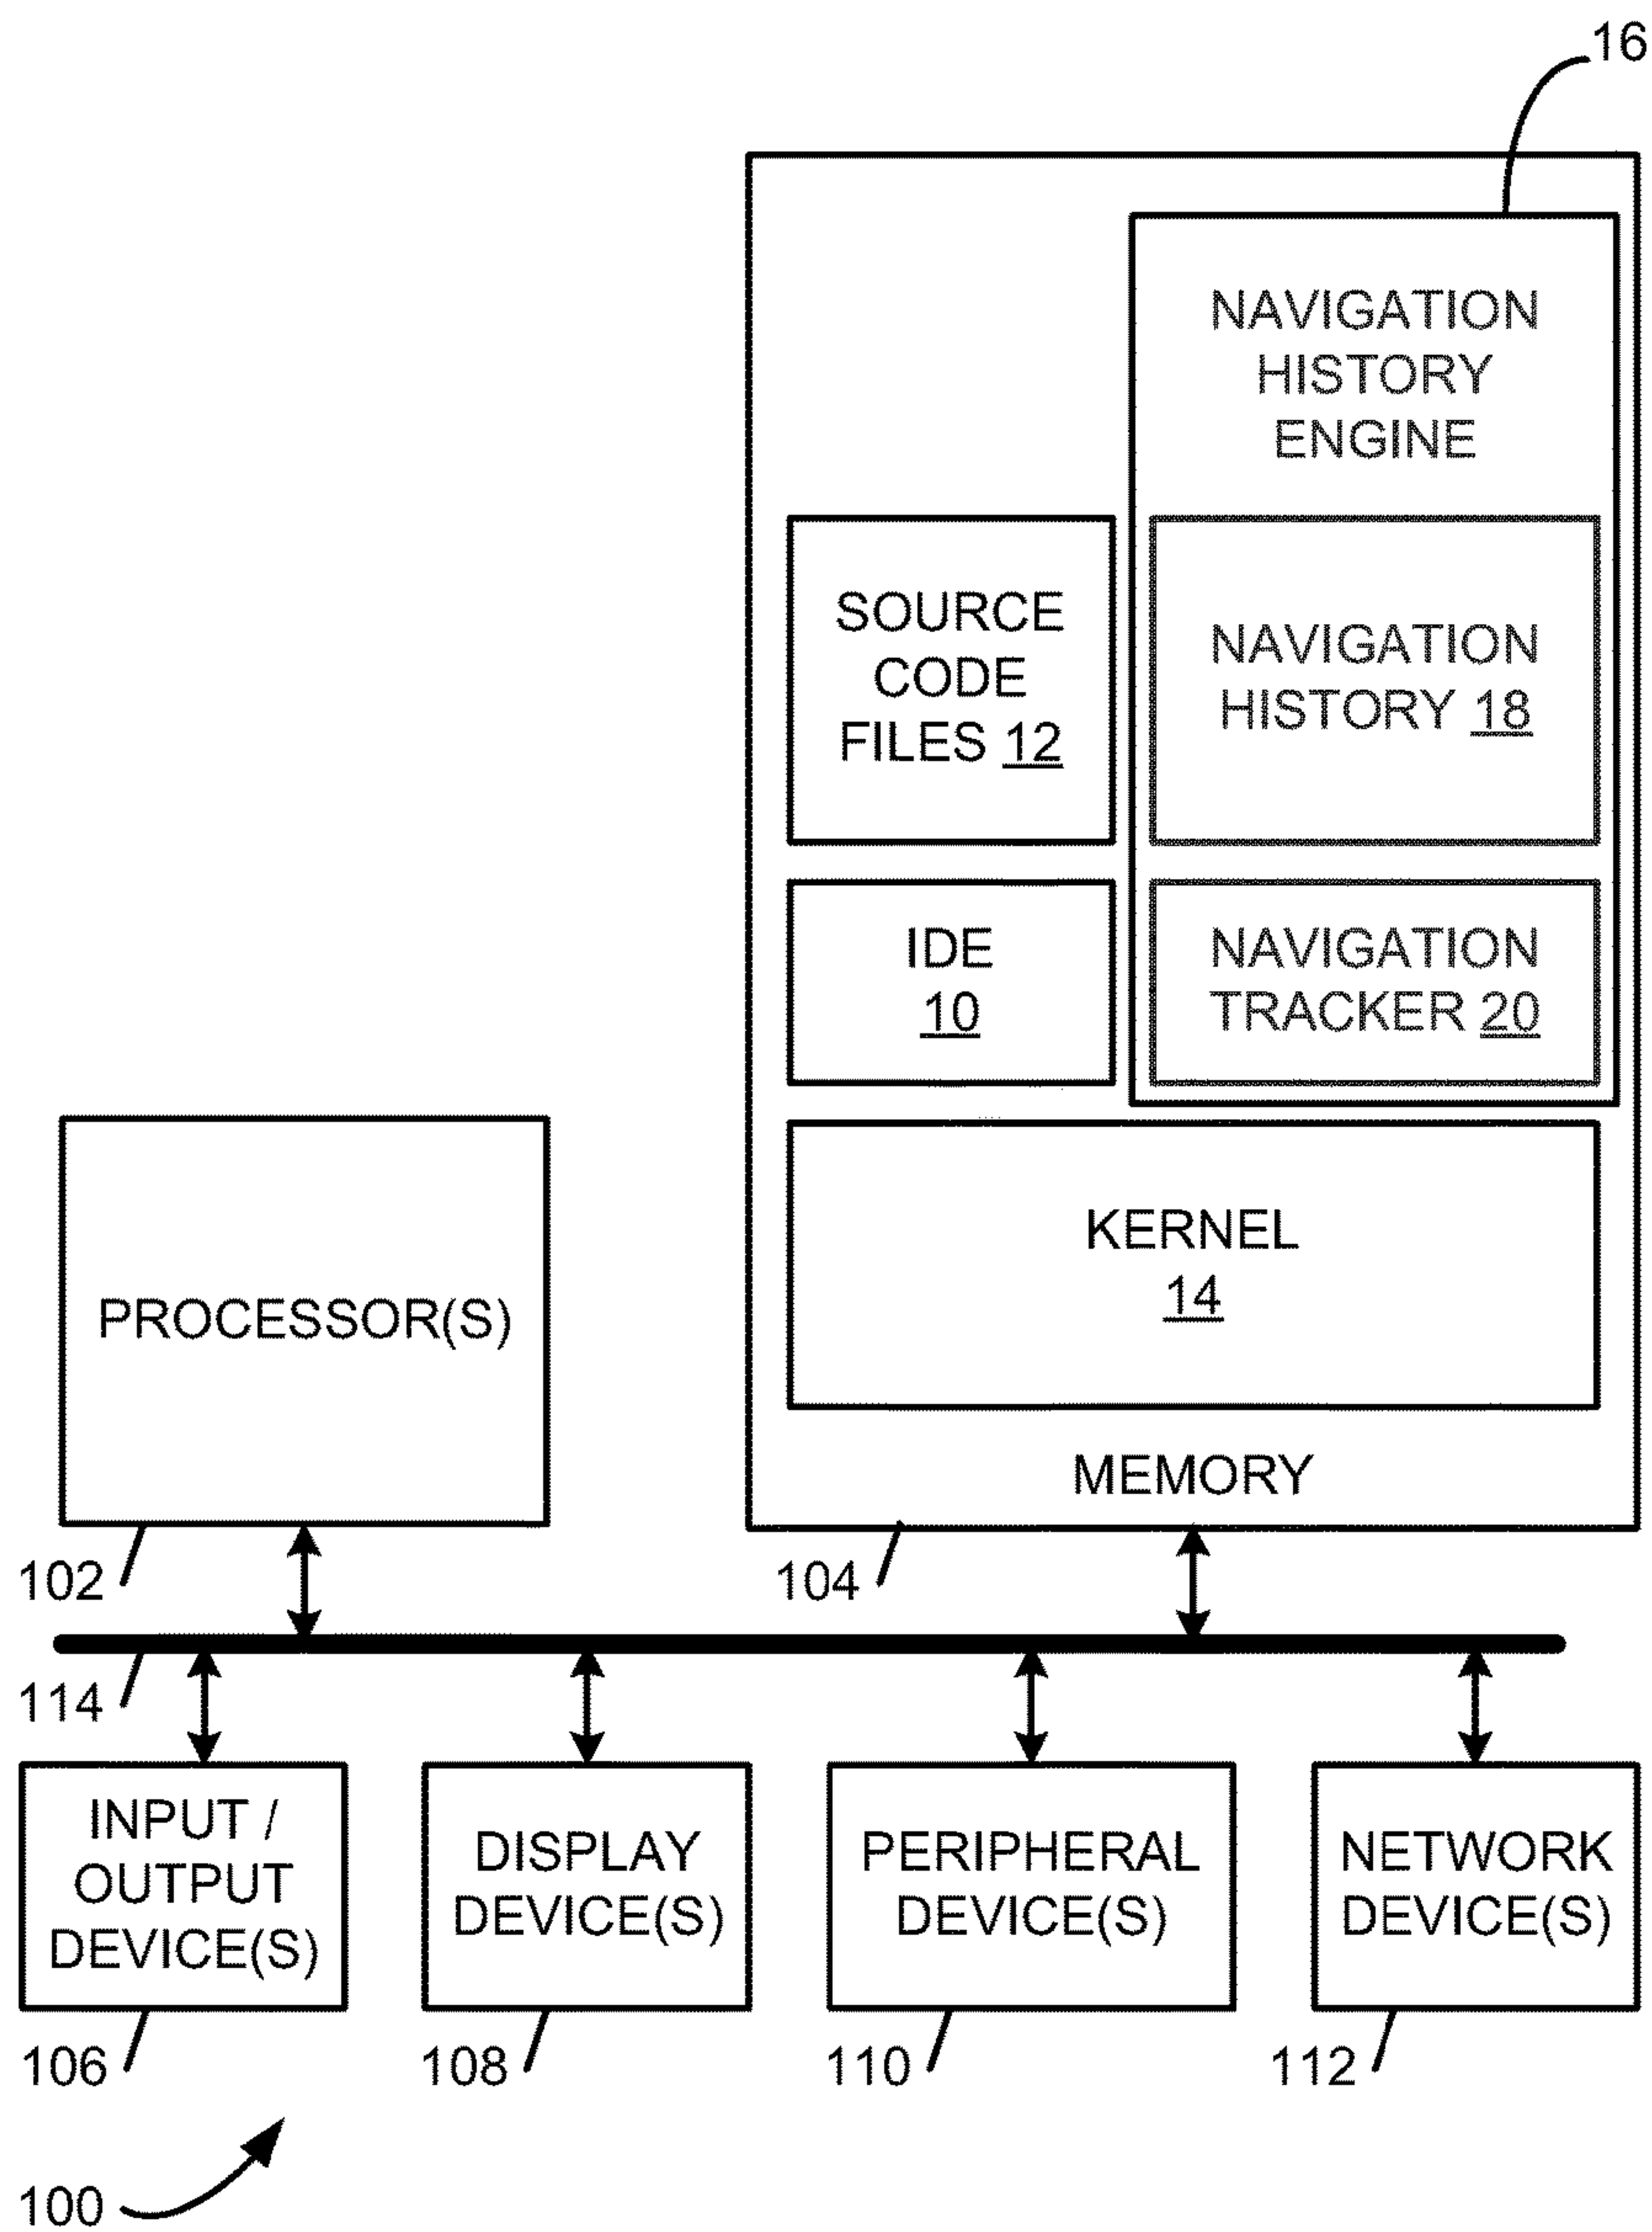 16
NAVIGATION
HISTORY
ENGINE
SOURCE
CODE
FILES 12
NAVIGATION
HISTORY 18
IDE
10
NAVIGATION
TRACKER 20
KERNEL
14
MEMORY
PROCESSOR(S)
102
104
114
INPUT /
OUTPUT
DEVICE(S)
DISPLAY
DEVICE(S)
PERIPHERAL
DEVICE(S)
NETWORK
DEVICE(S)
106
108
110
112
100